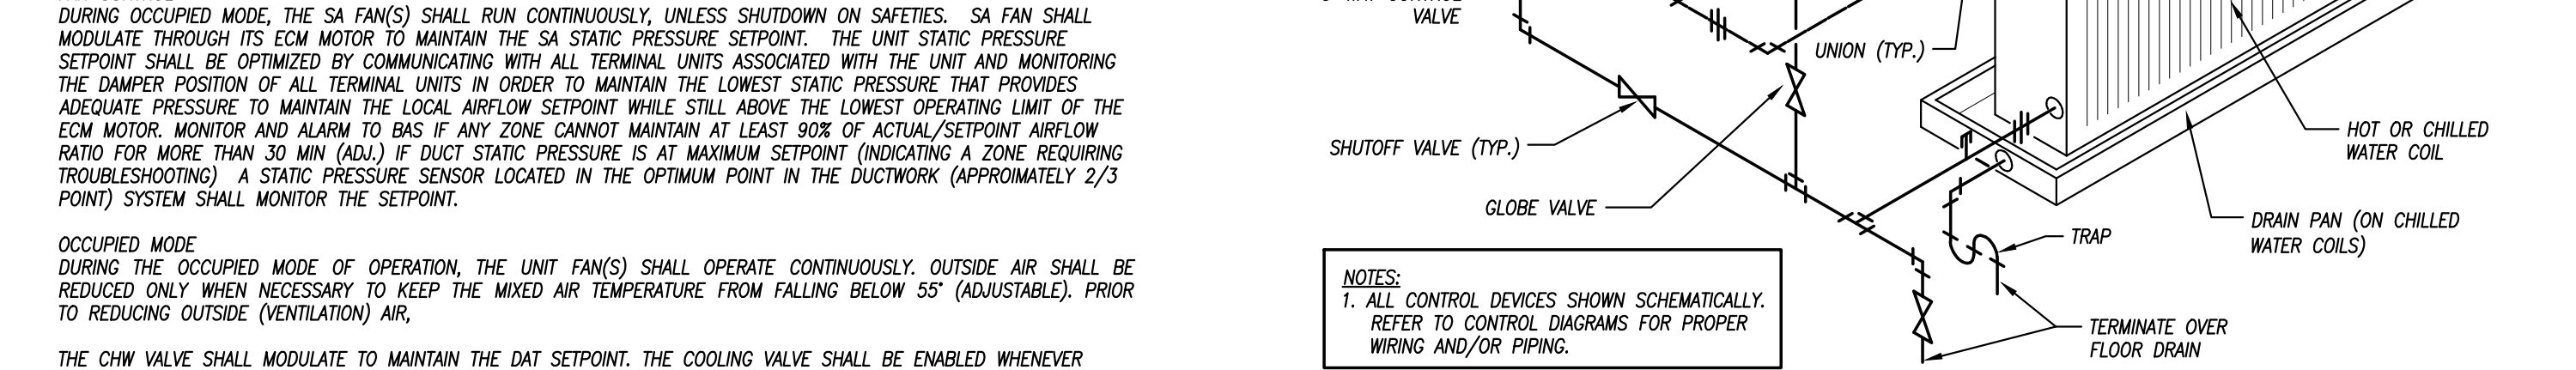 DURING OCCUPIED MODE, THE SA FAN(S) SHALL RUN CONTINUOUSLY, UNLESS SHUTDOWN ON SAFETIES. SA FAN SHALL
MODULATE THROUGH ITS ECM MOTOR TO MAINTAIN THE SA STATIC PRESSURE SETPOINT. THE UNIT STATIC PRESSURE
SETPOINT SHALL BE OPTIMIZED BY COMMUNICATING WITH ALL TERMINAL UNITS ASSOCIATED WITH THE UNIT AND MONITORING
THE DAMPER POSITION OF ALL TERMINAL UNITS IN ORDER TO MAINTAIN THE LOWEST STATIC PRESSURE THAT PROVIDES
ADEQUATE PRESSURE TO MAINTAIN THE LOCAL AIRFLOW SETPOINT WHILE STILL ABOVE THE LOWEST OPERATING LIMIT OF THE
ECM MOTOR. MONITOR AND ALARM TO BAS IF ANY ZONE CANNOT MAINTAIN AT LEAST 90% OF ACTUAL/SETPOINT AIRFLOW
RATIO FOR MORE THAN 30 MIN (ADJ.) IF DUCT STATIC PRESSURE IS AT MAXIMUM SETPOINT (INDICATING A ZONE REQUIRING
TROUBLESHOOTING) A STATIC PRESSURE SENSOR LOCATED IN THE OPTIMUM POINT IN THE DUCTWORK (APPROIMATELY 2/3
POINT) SYSTEM SHALL MONITOR THE SETPOINT.
OCCUPIED MODE
DURING THE OCCUPIED MODE OF OPERATION, THE UNIT FAN(S) SHALL OPERATE CONTINUOUSLY. OUTSIDE AIR SHALL BE
REDUCED ONLY WHEN NECESSARY TO KEEP THE MIXED AIR TEMPERATURE FROM FALLING BELOW 55° (ADJUSTABLE). PRIOR
TO REDUCING OUTSIDE (VENTILATION) AIR,
THE CHW VALVE SHALL MODULATE TO MAINTAIN THE DAT SETPOINT. THE COOLING VALVE SHALL BE ENABLED WHENEVER
VALVE
UNION (TYP.)
SHUTOFF VALVE (TYP.)
GLOBE VALVE
HOT OR CHILLED
WATER COIL
DRAIN PAN (ON CHILLED
WATER COILS)
TRAP
TERMINATE OVER
FLOOR DRAIN
NOTES:
1. ALL CONTROL DEVICES SHOWN SCHEMATICALLY.
REFER TO CONTROL DIAGRAMS FOR PROPER
WIRING AND/OR PIPING.